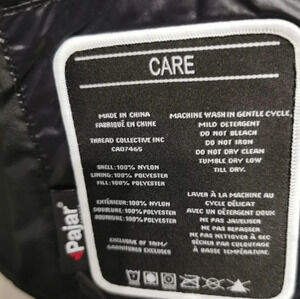 CARE
MADE IN CHINA
FABRIQUÉ EN CHINE
THREAD COLLECTIVE INC
CA07465
SHELL: 100% NYLON
LINING: 100% POLYESTER
FILL: 100% POLYESTER
EXTÉRIEUR: 100% NYLON
DOUBLURE: 100% POLYESTER
BOURRURE: 100% POLYESTER
EXCLUSIVE OF TRIM/
GARNITURES EXCLUSES
MACHINE WASH IN GENTLE CYCLE,
MILD DETERGENT
DO NOT BLEACH
DO NOT IRON
DO NOT DRY CLEAN
TUMBLE DRY LOW
TILL DRY.
LAVER À LA MACHINE AU
CYCLE DÉLICAT
AVEC UN DÉTERGENT DOUX
NE PAS JAVELLISER
NE PAS REPASSER
NE PAS NETTOYER À SEC
SÉCHER PAR CULBUTAGE
À BASSE TEMPÉRATURE
Pajar